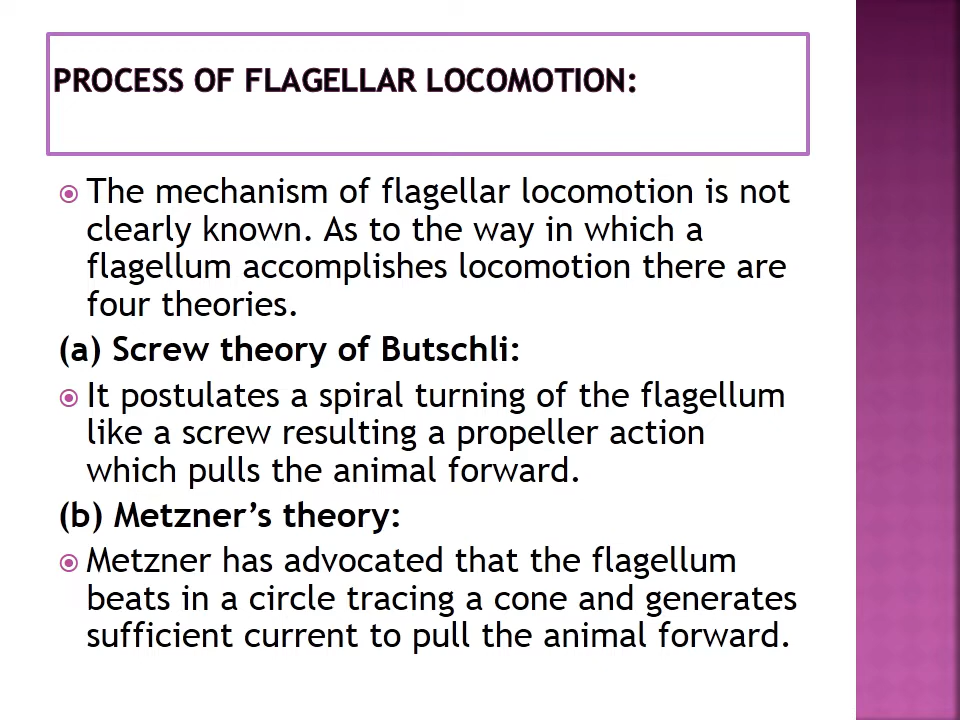 PROCESS OF FLAGELLAR LOCOMOTION:
The mechanism of flagellar locomotion is not
clearly known. As to the way in which a
flagellum accomplishes locomotion there are
four theories.
(a) Screw theory of Butschli:
It postulates a spiral turning of the flagellum
like a screw resulting a propeller action
which pulls the animal forward.
(b) Metzner’s theory:
Metzner has advocated that the flagellum
beats in a circle tracing a cone and generates
sufficient current to pull the animal forward.